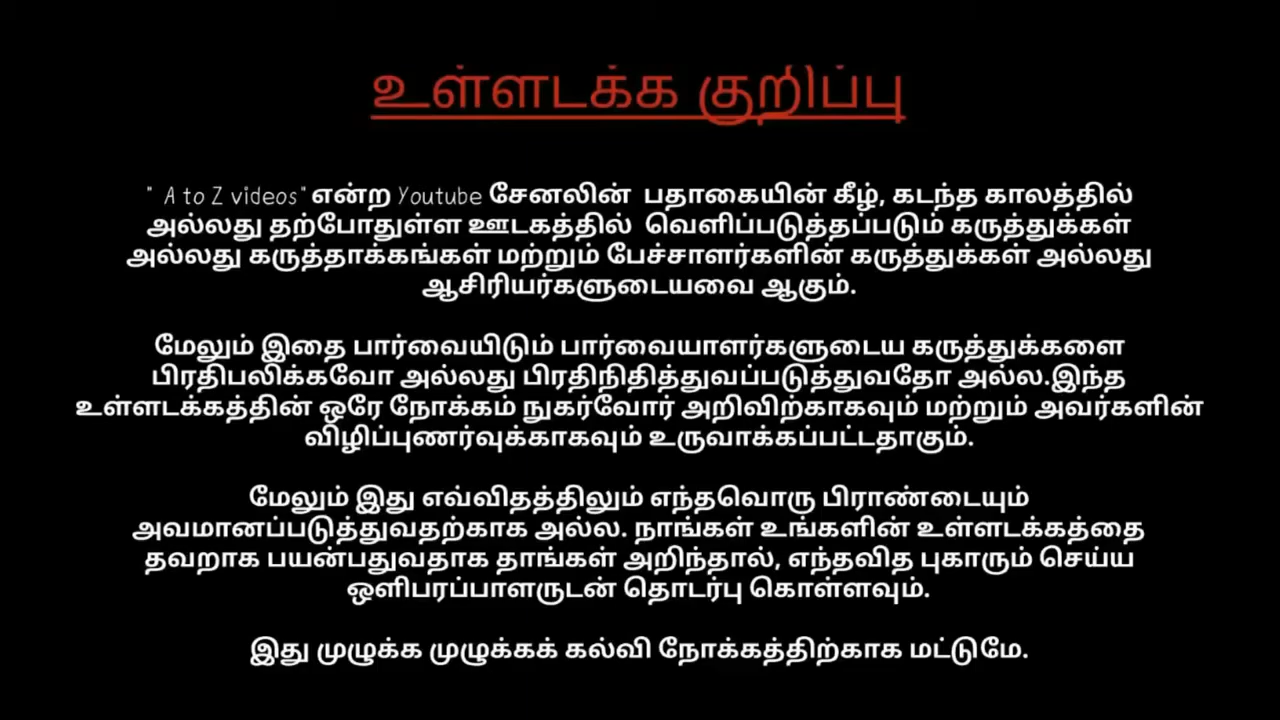 உள்ளடக்க குறிப்பு
" A to Z videos" என்ற Youtube சேனலின் பதாகையின் கீழ், கடந்த காலத்தில்
அல்லது தற்போதுள்ள ஊடகத்தில் வெளிப்படுத்தப்படும் கருத்துக்கள்
அல்லது கருத்தாக்கங்கள் மற்றும் பேச்சாளர்களின் கருத்துக்கள் அல்லது
ஆசிரியர்களுடையவை ஆகும்.
மேலும் இதை பார்வையிடும் பார்வையாளர்களுடைய கருத்துக்களை
பிரதிபலிக்கவோ அல்லது பிரதிநிதித்துவப்படுத்துவதோ அல்ல.இந்த
உள்ளடக்கத்தின் ஒரே நோக்கம் நுகர்வோர் அறிவிற்காகவும் மற்றும் அவர்களின்
விழிப்புணர்வுக்காகவும் உருவாக்கப்பட்டதாகும்.
மேலும் இது எவ்விதத்திலும் எந்தவொரு பிராண்டையும்
அவமானப்படுத்துவதற்காக அல்ல. நாங்கள் உங்களின் உள்ளடக்கத்தை
தவறாக பயன்பதுவதாக தாங்கள் அறிந்தால், எந்தவித புகாரும் செய்ய
ஒளிபரப்பாளருடன் தொடர்பு கொள்ளவும்.
இது முழுக்க முழுக்கக் கல்வி நோக்கத்திற்காக மட்டுமே.